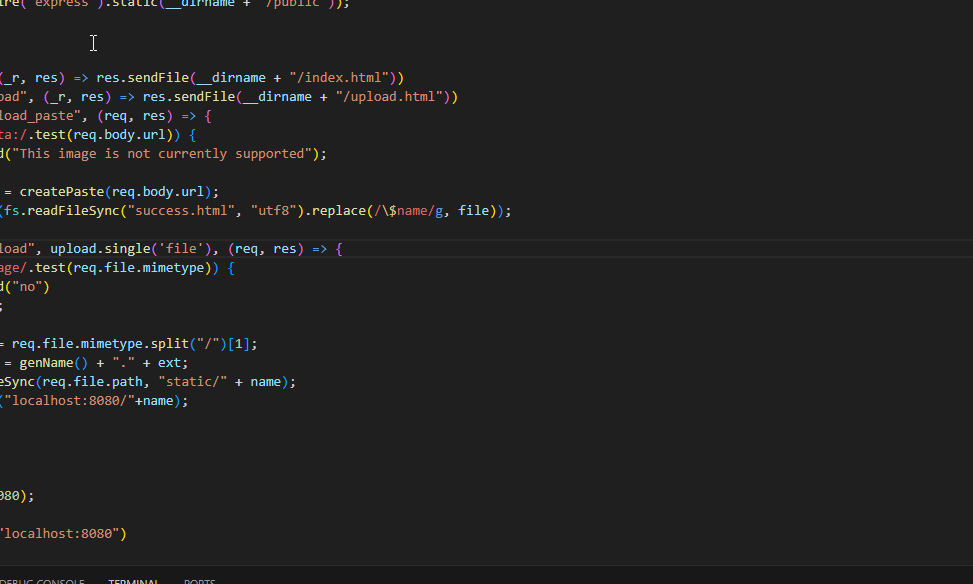 ire("express").static(__dirname + "/public"));
(_r, res) => res.sendFile(__dirname + "/index.html"))
oad", (_r, res) => res.sendFile(__dirname + "/upload.html"))
load_paste", (req, res) => {
ta:/.test(req.body.url)) {
d("This image is not currently supported");
= createPaste(req.body.url);
(fs.readFileSync("success.html", "utf8").replace(/\$name/g, file));
load", upload.single('file'), (req, res) => {
age/.test(req.file.mimetype)) {
d("no")
;
= req.file.mimetype.split("/")[1];
= genName() + "." + ext;
eSync(req.file.path, "static/" + name);
("localhost:8080/"+name);
080);
"localhost:8080")
DEBUG CONSOLE TERMINAL PORTS